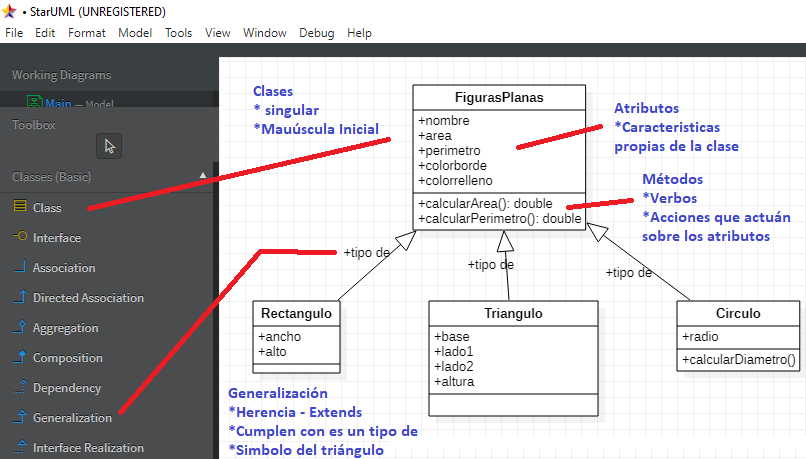 • StarUML (UNREGISTERED)
File Edit Format Model Tools View Window Debug Help
Working Diagrams
Main — Model
Toolbox
Classes (Basic)
Class
Interface
Association
Directed Association
Aggregation
Composition
Dependency
Generalization
Interface Realization
Clases
* singular
*Mauúscula Inicial
FigurasPlanas
+nombre
+area
+perimetro
+colorborde
+colorrelleno
+calcularArea(): double
+calcularPerimetro(): double
Atributos
*Caracteristicas
propias de la clase
Métodos
*Verbos
*Acciones que actuán
sobre los atributos
+tipo de
+tipo de
+tipo de
Rectangulo
+ancho
+alto
Triangulo
+base
+lado1
+lado2
+altura
Circulo
+radio
+calcularDiametro()
Generalización
*Herencia - Extends
*Cumplen con es un tipo de
*Simbolo del triángulo